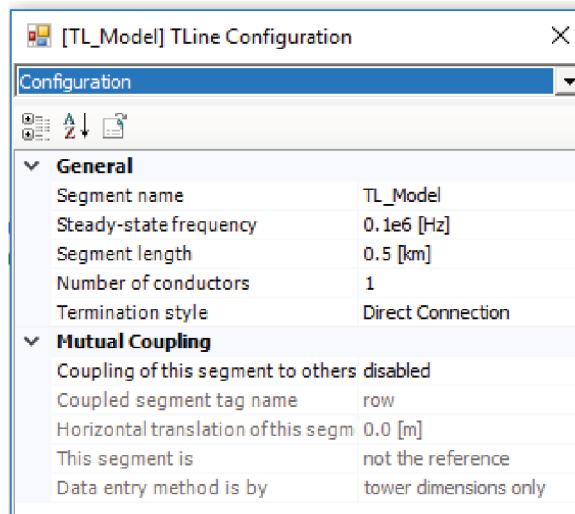 [TL_Model] TLine Configuration
Configuration
General
Segment name TL_Model
Steady-state frequency 0.1e6 [Hz]
Segment length 0.5 [km]
Number of conductors 1
Termination style Direct Connection
Mutual Coupling
Coupling of this segment to others disabled
Coupled segment tag name row
Horizontal translation of this segm 0.0 [m]
This segment is not the reference
Data entry method is by tower dimensions only